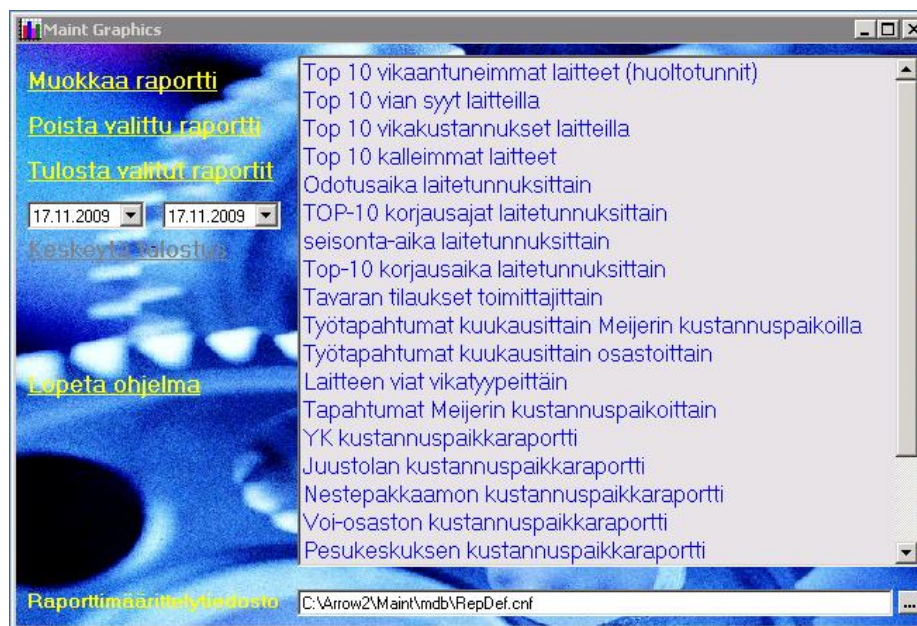 Maint Graphics
Muokkaa raportti
Poista valittu raportti
Tulosta valitut raportit
17.11.2009 17.11.2009
Keskeytä tulostus
Lopeta ohjelma
Top 10 vikaantuneimmat laitteet (huoltotunnit)
Top 10 vian syyt laitteilla
Top 10 vikakustannukset laitteilla
Top 10 kalleimmat laitteet
Odotusaika laitetunnuksittain
TOP-10 korjausajat laitetunnuksittain
seisonta-aika laitetunnuksittain
Top-10 korjausaika laitetunnuksittain
Tavaran tilaukset toimittajittain
Työtapahtumat kuukausittain Meijerin kustannuspaikoilla
Työtapahtumat kuukausittain osastoittain
Laitteen viat vikatyypeittäin
Tapahtumat Meijerin kustannuspaikoittain
YK kustannuspaikkaraportti
Juustolan kustannuspaikkaraportti
Nestepakkaamon kustannuspaikkaraportti
Voi-osaston kustannuspaikkaraportti
Pesukeskuksen kustannuspaikkaraportti
Raporttimäärittelytiedosto C:\Arrow2\Maint\mdb\RepDef.cnf ...